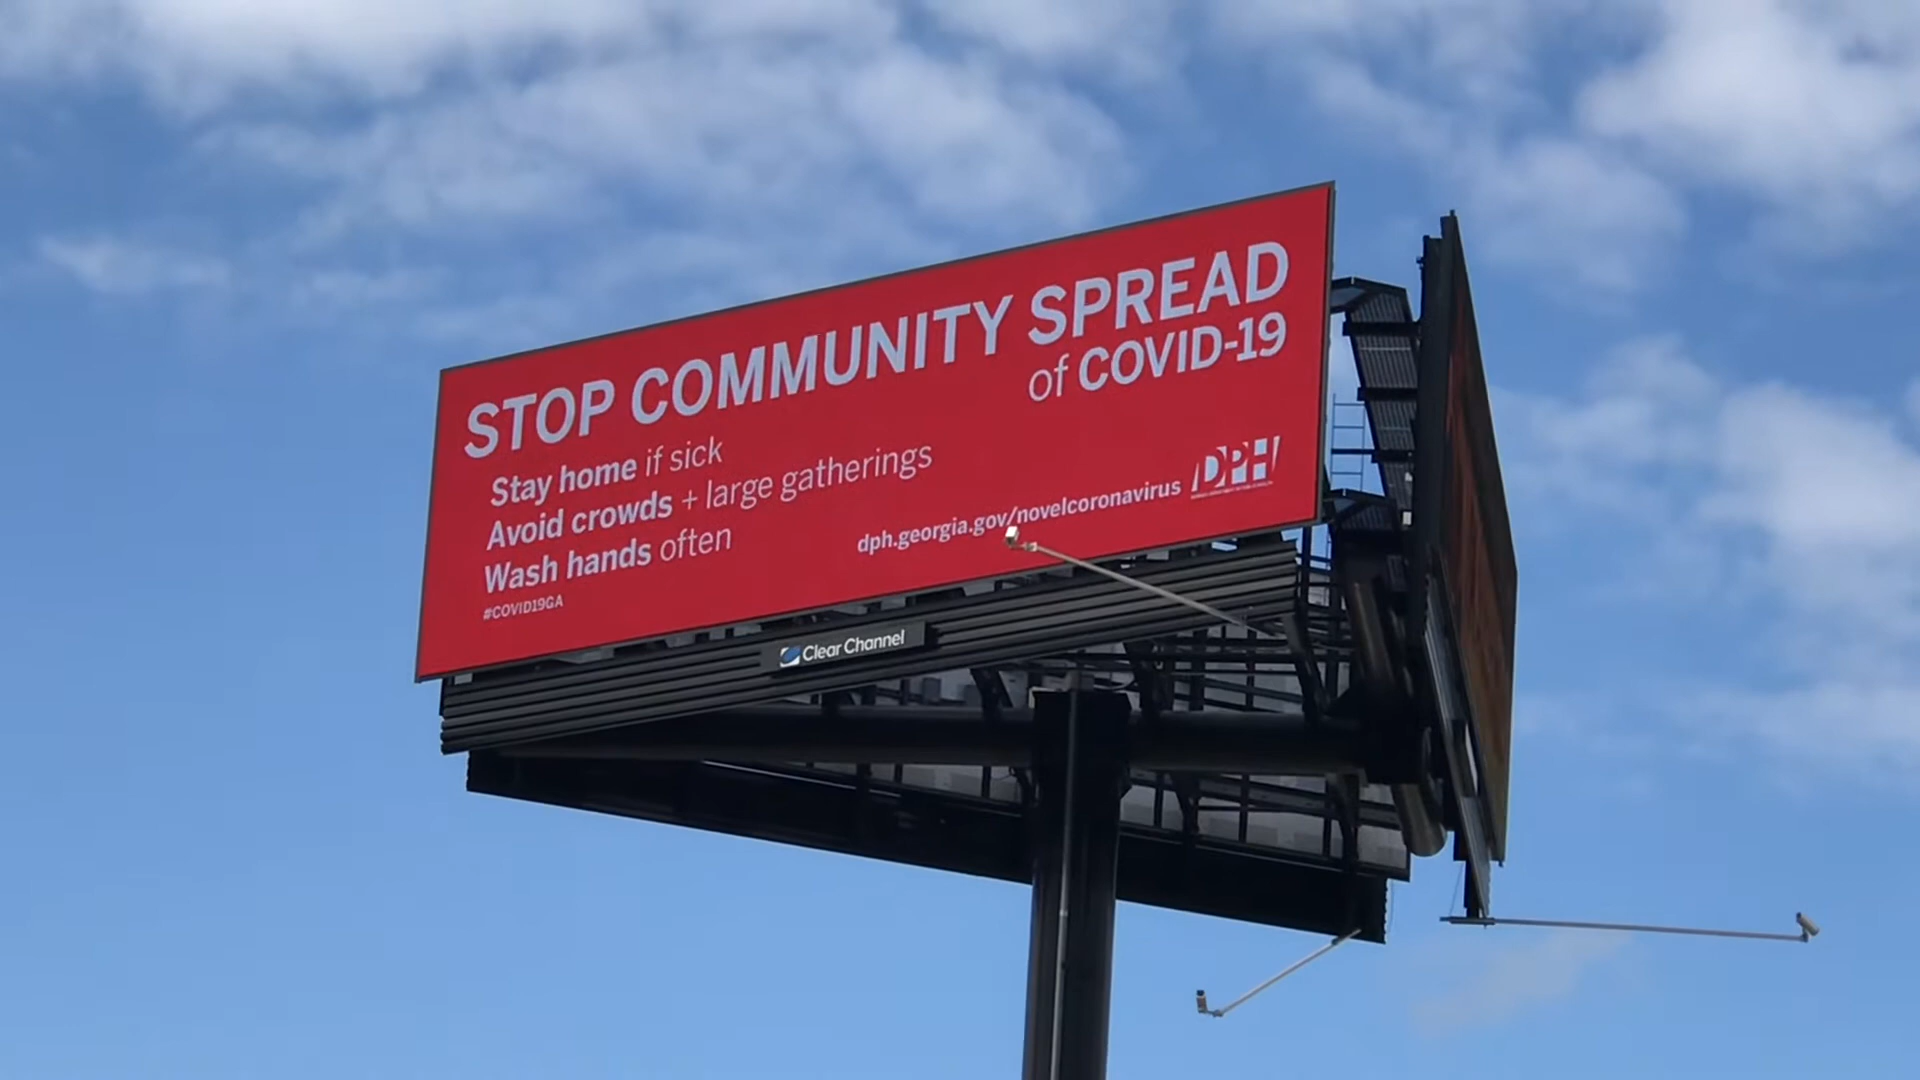 STOP COMMUNITY SPREAD
of COVID-19
Stay home if sick
Avoid crowds + large gatherings
Wash hands often
#COVID19GA
dph.georgia.gov/novelcoronavirus
DPH
Clear Channel